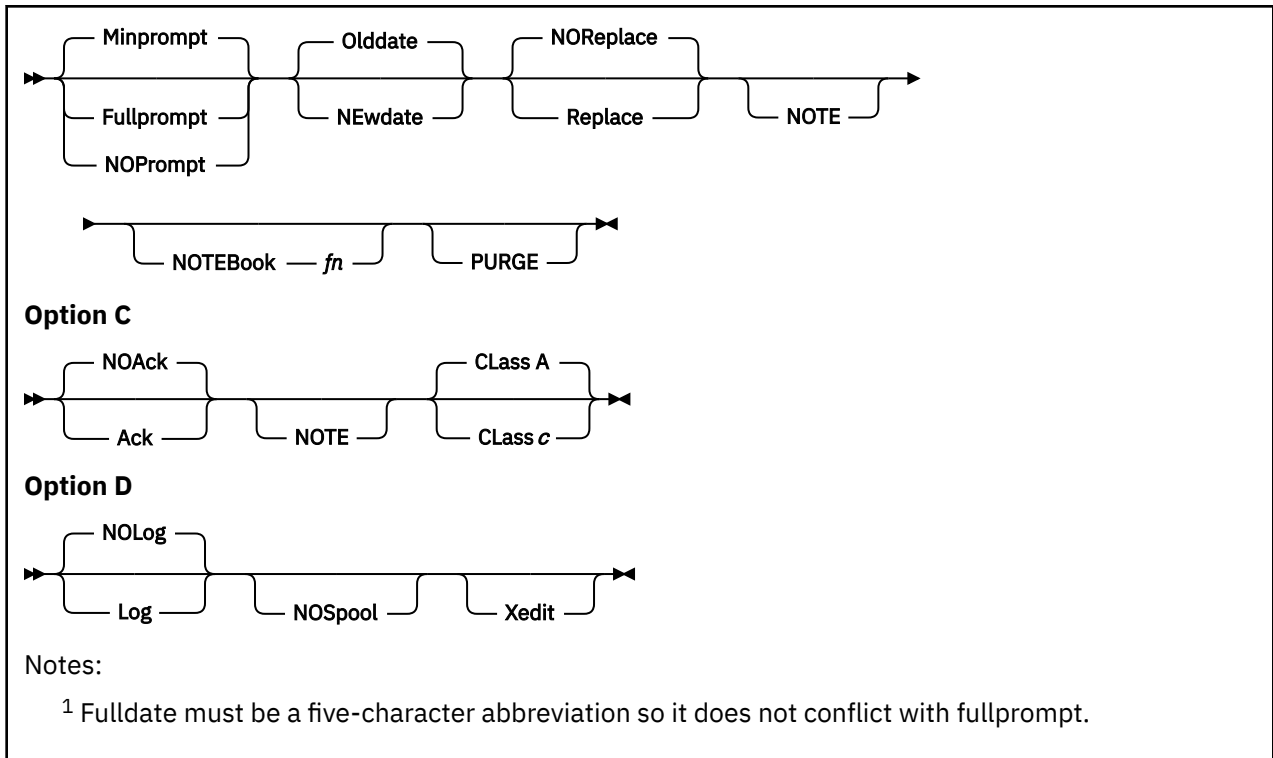 Minprompt Olddate NOReplace
Fullprompt NEwdate Replace NOTE
NOPrompt
NOTEBook fn PURGE
Option C
NOAck CLass A
Ack NOTE CLass c
Option D
NOLog
Log NOSpool Xedit
Notes:
1 Fulldate must be a five-character abbreviation so it does not conflict with fullprompt.